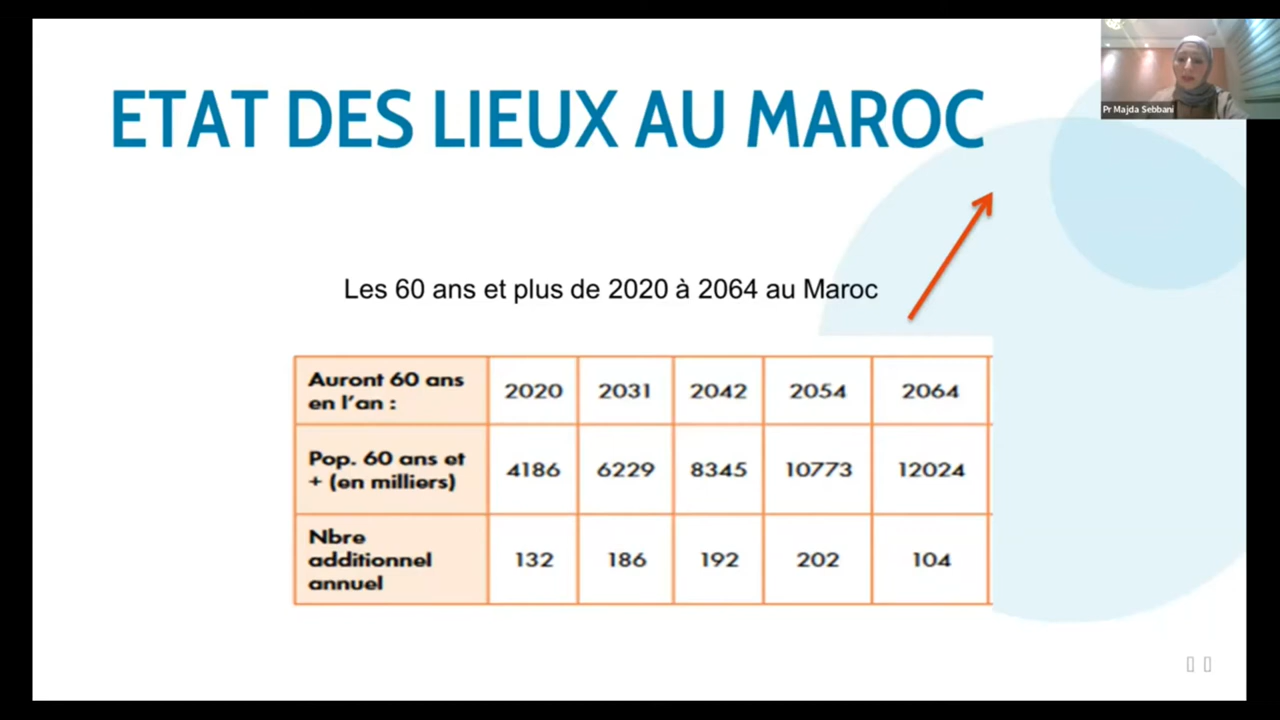 ETAT DES LIEUX AU MAROC
Pr Majda Sebbani
Les 60 ans et plus de 2020 à 2064 au Maroc
Auront 60 ans
en l'an :
2020 2031 2042 2054 2064
Pop. 60 ans et
+ (en milliers)
4186 6229 8345 10773 12024
Nbre
additionnel
annuel
132 186 192 202 104